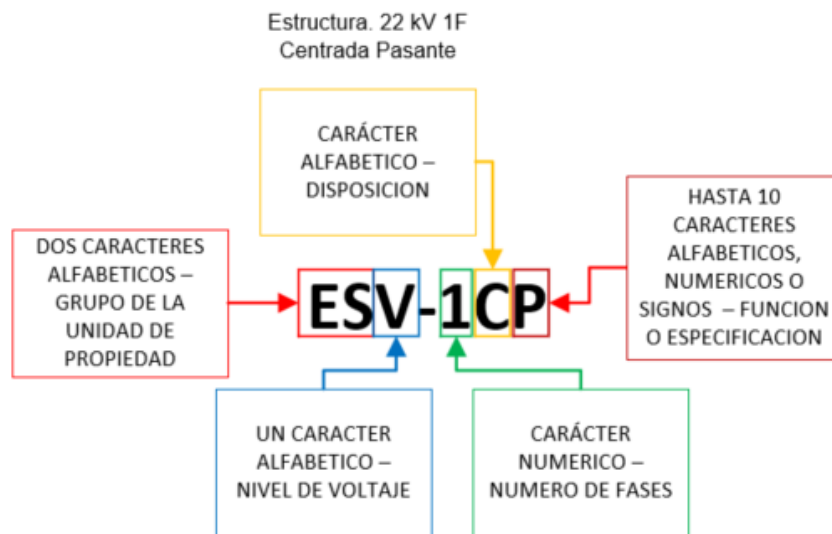 Estructura. 22 kV 1F
Centrada Pasante
CARÁCTER
ALFABETICO –
DISPOSICION
DOS CARACTERES
ALFABETICOS –
GRUPO DE LA
UNIDAD DE
PROPIEDAD
ESV-1CP
HASTA 10
CARACTERES
ALFABETICOS,
NUMERICOS O
SIGNOS – FUNCION
O ESPECIFICACION
UN CARACTER
ALFABETICO –
NIVEL DE VOLTAJE
CARÁCTER
NUMERICO –
NUMERO DE FASES